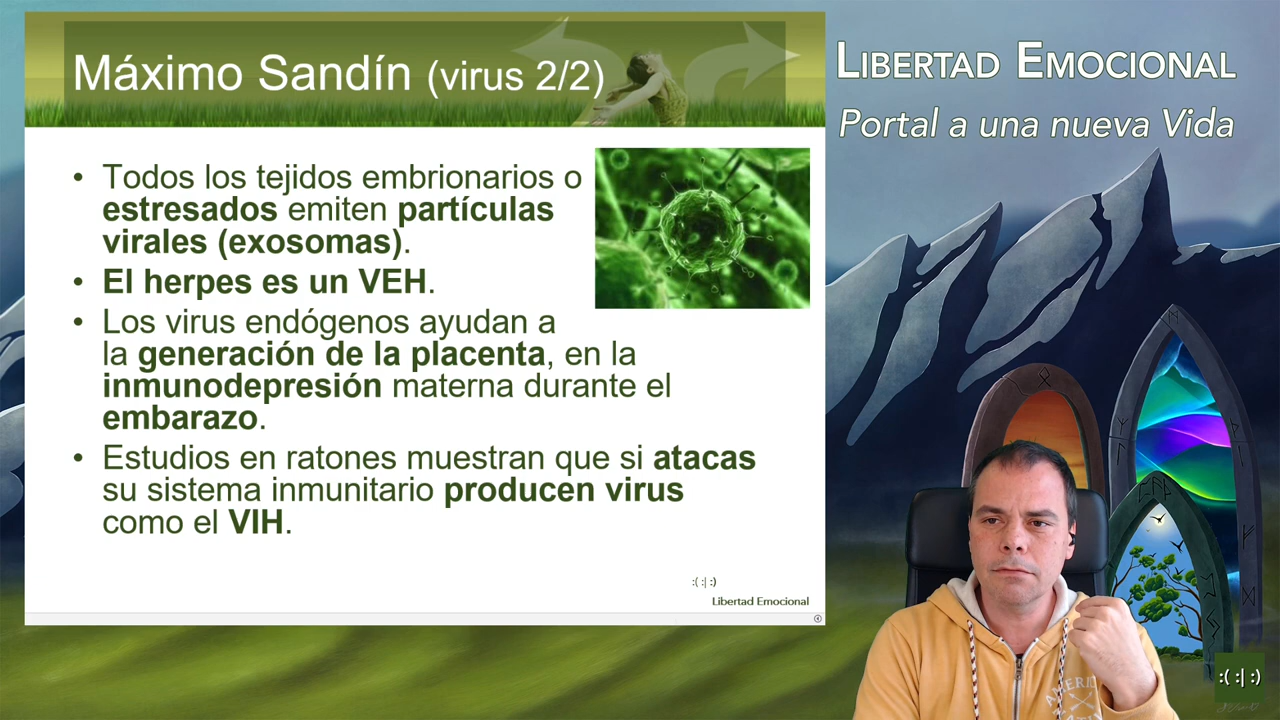 Máximo Sandín (virus 2/2)
LIBERTAD EMOCIONAL
Portal a una nueva Vida
• Todos los tejidos embrionarios o
estresados emiten partículas
virales (exosomas).
• El herpes es un VEH.
• Los virus endógenos ayudan a
la generación de la placenta, en la
inmunodepresión materna durante el
embarazo.
• Estudios en ratones muestran que si atacas
su sistema inmunitario producen virus
como el VIH.
:( :| :)
Libertad Emocional
:( :| :)